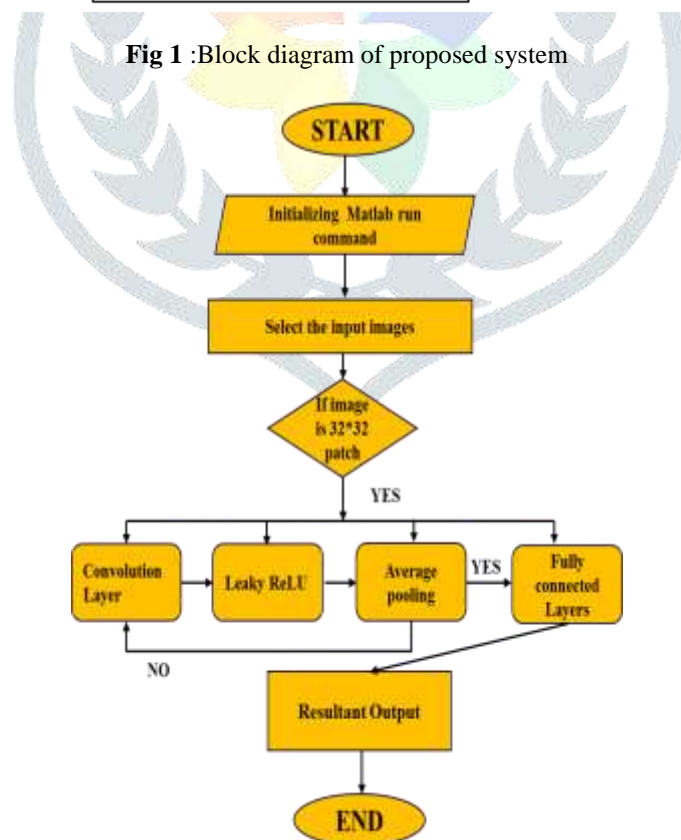 Fig 1 :Block diagram of proposed system
START
Initializing Matlab run
command
Select the input images
If image
is 32*32
patch
YES
Convolution
Layer
Leaky ReLU
Average
pooling
YES
Fully
connected
Layers
NO
Resultant Output
END